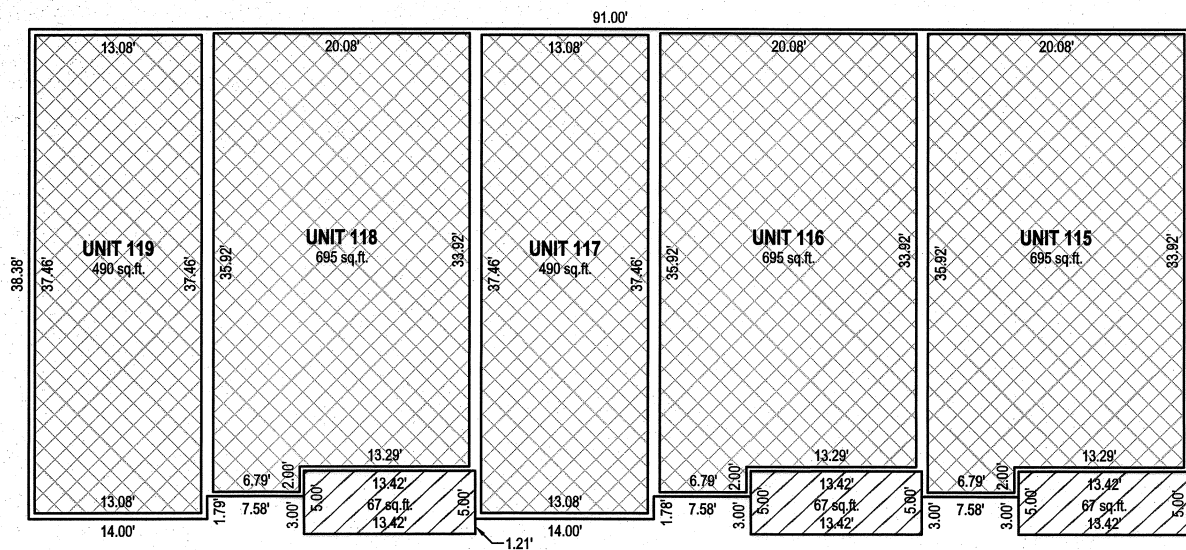 91.00'
13.08' 20.08' 13.08' 20.08' 20.08'
UNIT 119 UNIT 118 UNIT 117 UNIT 116 UNIT 115
490 sq.ft. 695 sq.ft. 490 sq.ft. 695 sq.ft. 695 sq.ft.
38.38' 37.46' 37.46' 35.92' 33.92' 37.46' 37.46' 35.92' 33.92' 35.92' 33.92'
13.29' 13.29' 13.29'
6.79' 2.00' 13.42' 6.79' 2.00' 13.42' 6.79' 2.00' 13.42'
13.08' 5.00' 67 sq.ft. 5.00' 13.08' 5.00' 67 sq.ft. 5.00' 5.00' 67 sq.ft. 5.00'
14.00' 1.79' 7.58' 3.00' 13.42' 14.00' 1.78' 7.58' 3.00' 13.42' 3.00' 7.58' 3.00' 13.42'
1.21'